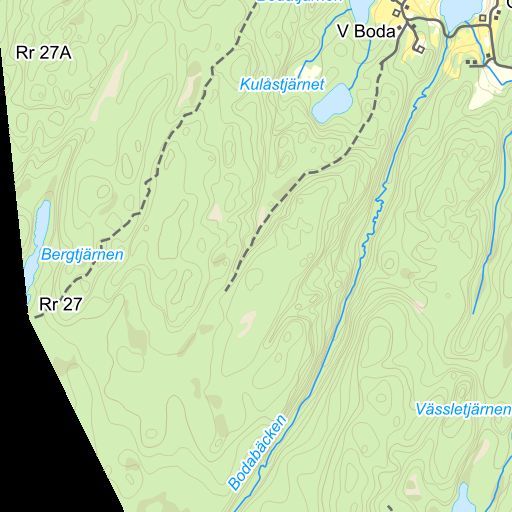 V Boda
Rr 27A
Kulåstjärnet
Bergtjärnen
Rr 27
Vässletjärnen
Bodabäcken